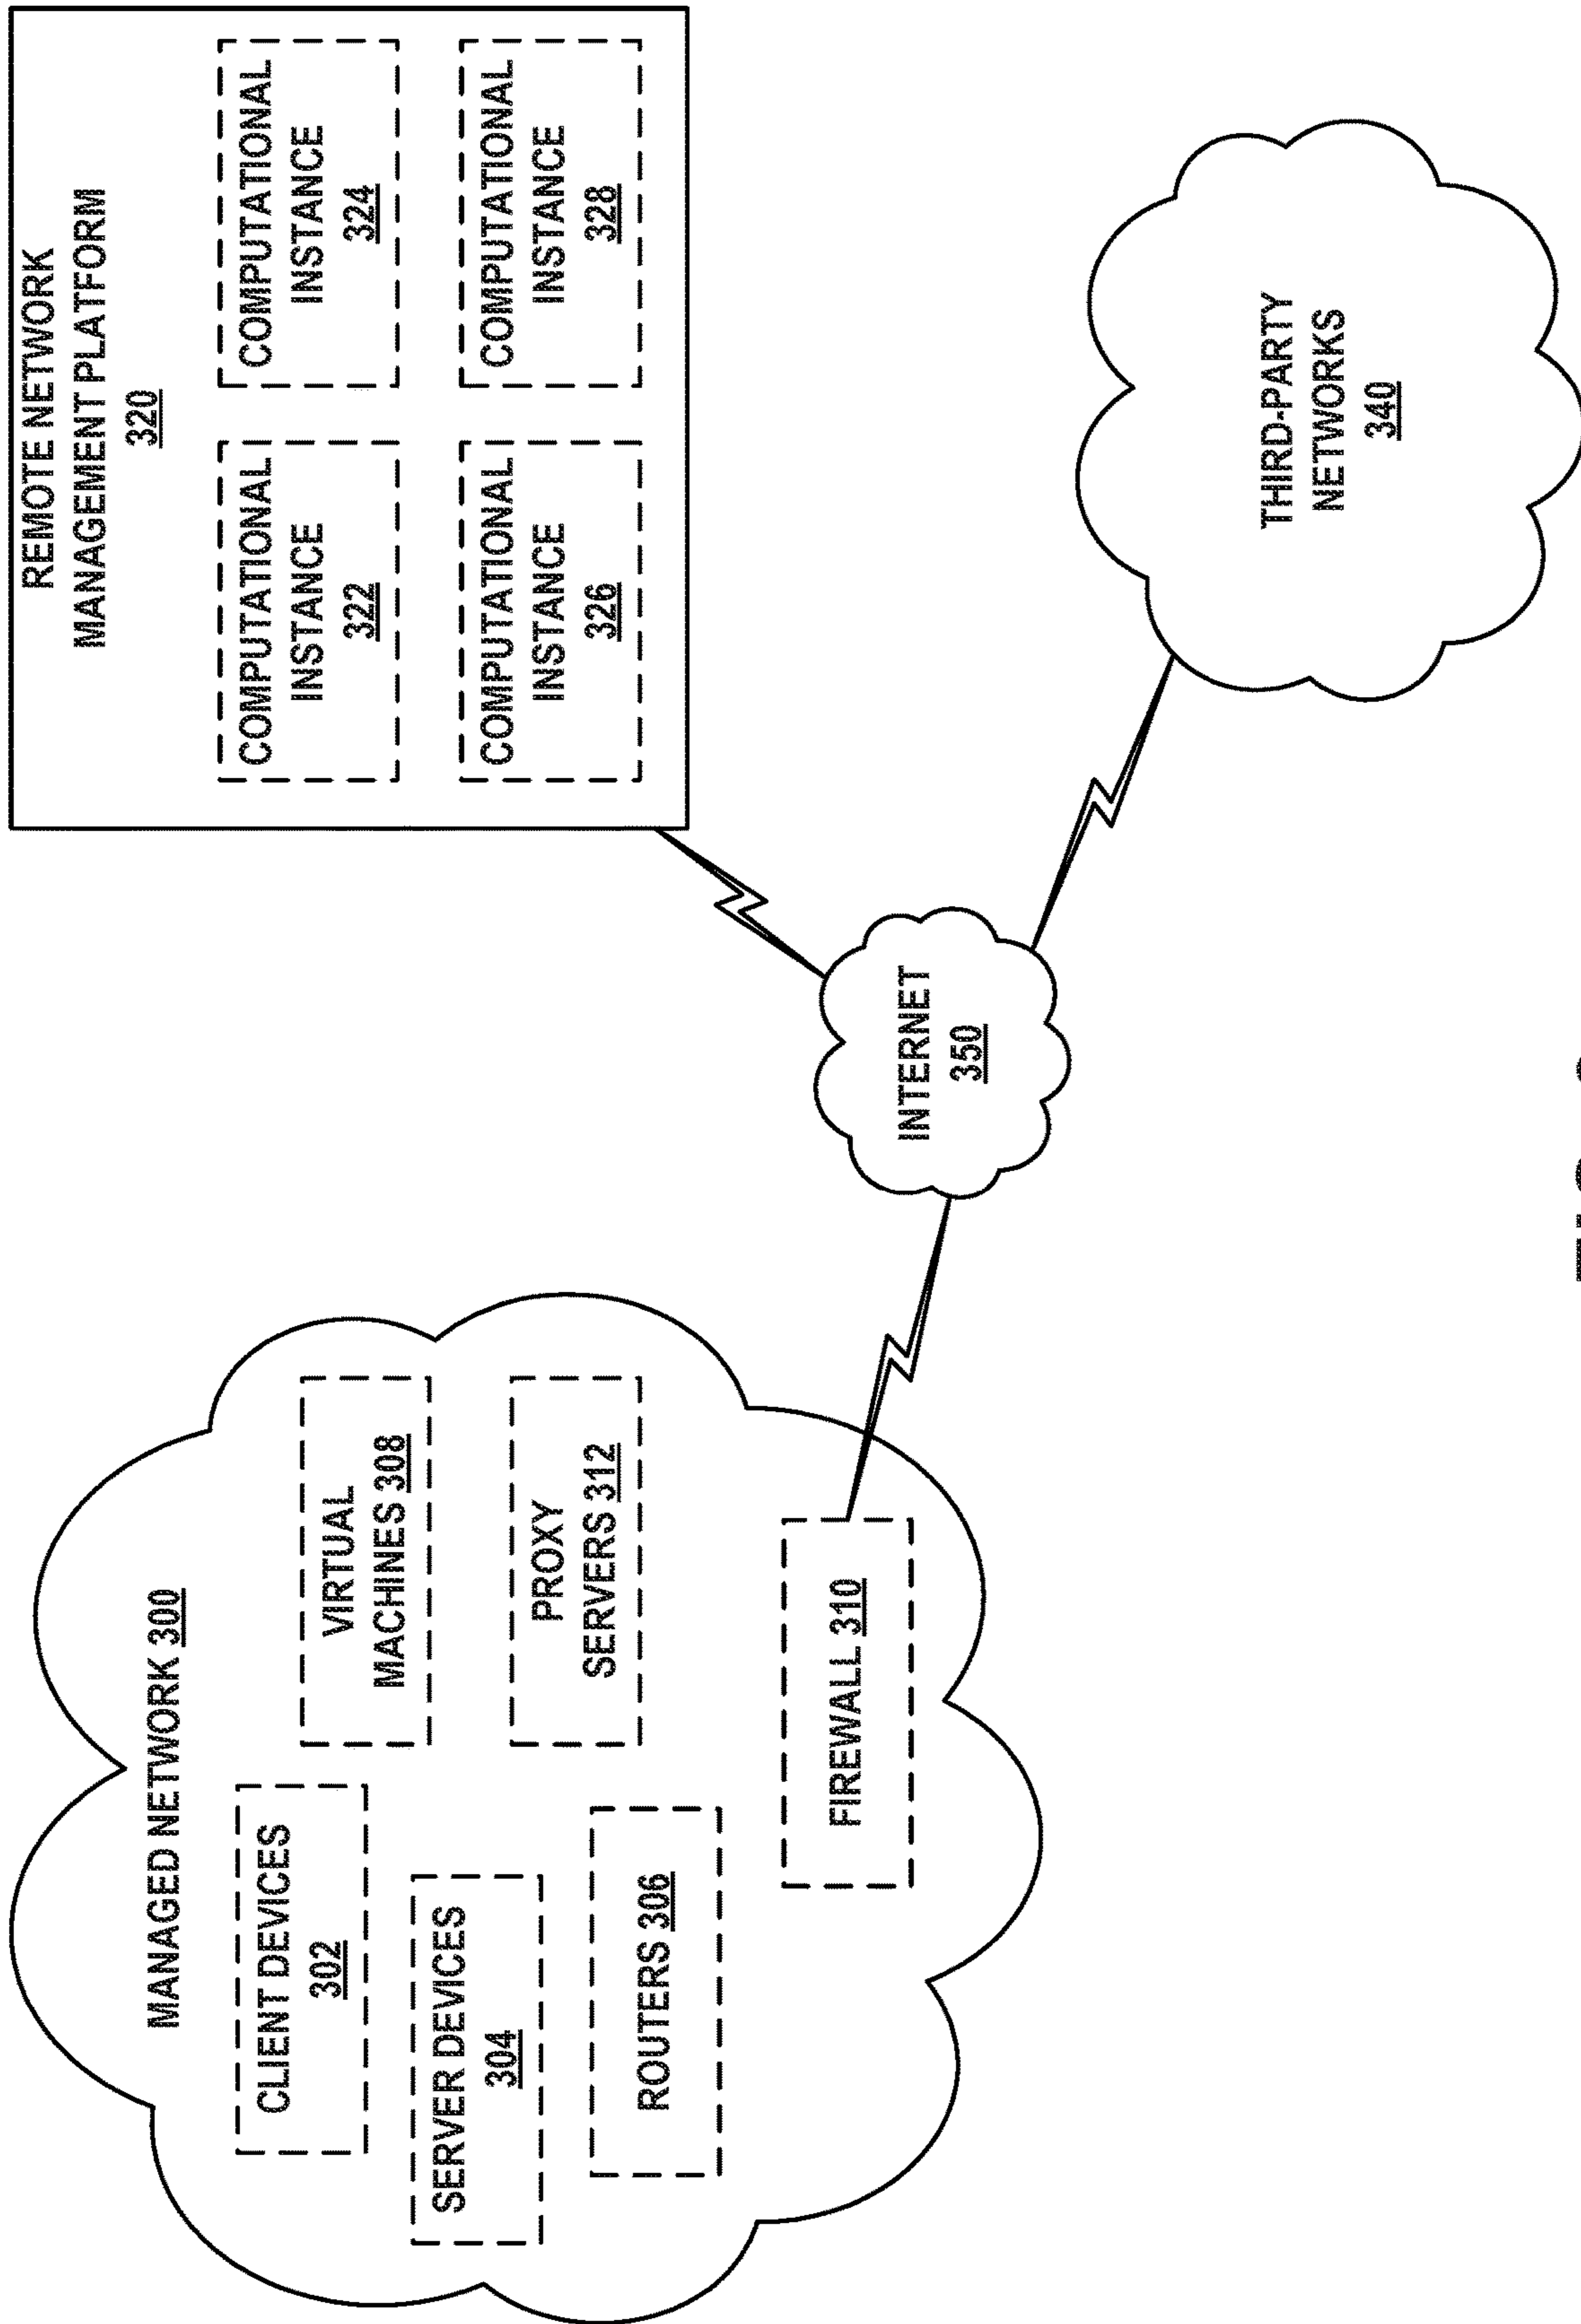 MANAGED NETWORK 300
CLIENT DEVICES
302
SERVER DEVICES
304
ROUTERS 306
VIRTUAL
MACHINES 308
PROXY
SERVERS 312
FIREWALL 310
INTERNET
350
REMOTE NETWORK
MANAGEMENT PLATFORM
320
COMPUTATIONAL
INSTANCE
322
COMPUTATIONAL
INSTANCE
324
COMPUTATIONAL
INSTANCE
326
COMPUTATIONAL
INSTANCE
328
THIRD-PARTY
NETWORKS
340